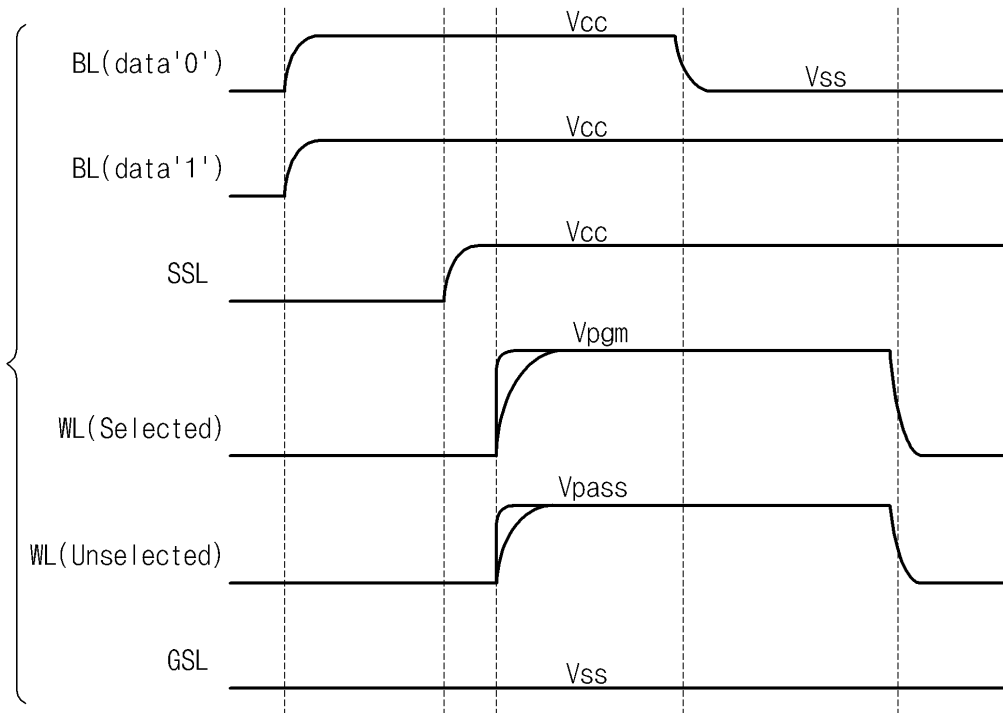 Vcc
BL(data'0')
Vss
Vcc
BL(data'1')
Vcc
SSL
Vpgm
WL(Selected)
Vpass
WL(Unselected)
GSL
Vss